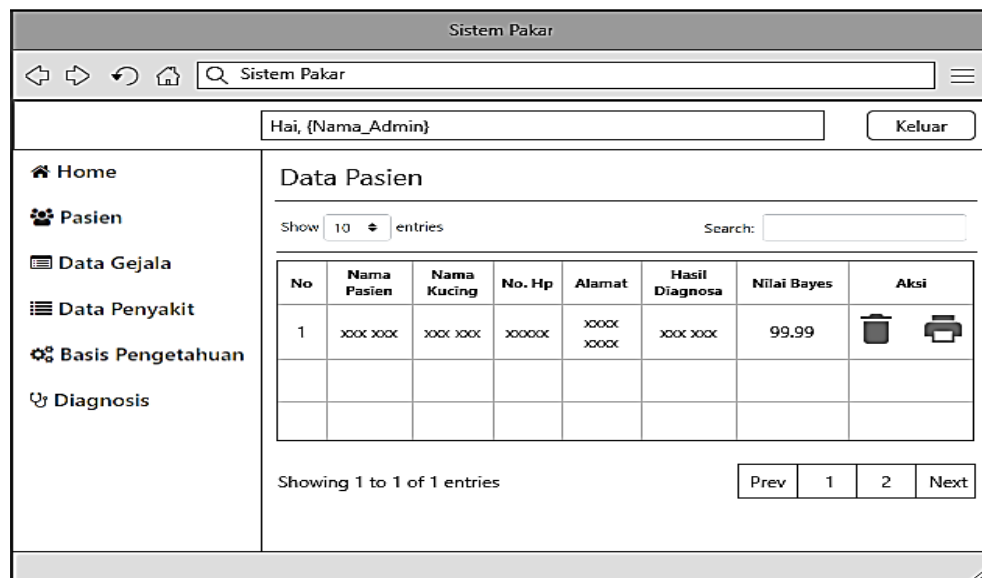 Sistem Pakar
Sistem Pakar
Hai, {Nama_Admin}
Keluar
Home
Pasien
Data Gejala
Data Penyakit
Basis Pengetahuan
Diagnosis
Data Pasien
Show 10 entries
Search:
No Nama Pasien Nama Kucing No. Hp Alamat Hasil Diagnosa Nilai Bayes Aksi
1 xxx xxx xxx xxx xxxxx xxxx xxxx xxx xxx 99.99
Showing 1 to 1 of 1 entries
Prev 1 2 Next